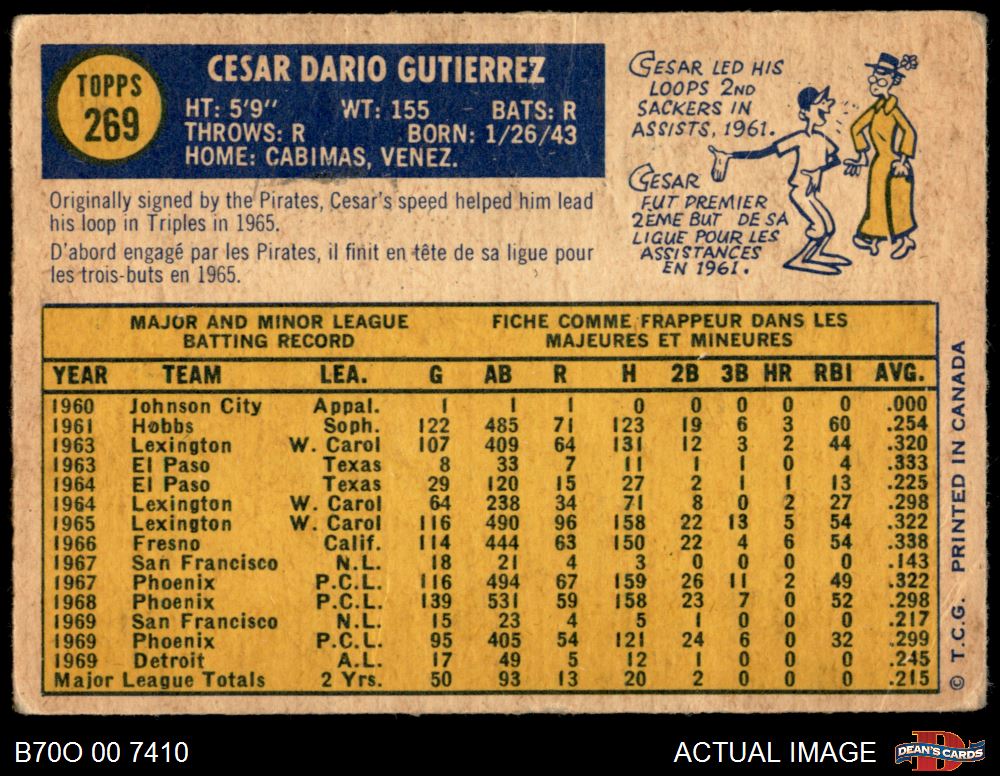 TOPPS
269
CESAR DARIO GUTIERREZ
HT: 5'9" WT: 155 BATS: R
THROWS: R BORN: 1/26/43
HOME: CABIMAS, VENEZ.
CESAR LED HIS
LOOPS 2ND
SACKERS IN
ASSISTS, 1961.
CESAR
FUT PREMIER
2EME BUT DE SA
LIGUE POUR LES
ASSISTANCES
EN 1961.
Originally signed by the Pirates, Cesar's speed helped him lead
his loop in Triples in 1965.
D'abord engagé par les Pirates, il finit en tête de sa ligue pour
les trois-buts en 1965.
MAJOR AND MINOR LEAGUE
BATTING RECORD
FICHE COMME FRAPPEUR DANS LES
MAJEURES ET MINEURES
YEAR TEAM LEA. G AB R H 2B 3B HR RBI AVG.
1960 Johnson City Appal. 1 1 1 0 0 0 0 0 .000
1961 Hobbs Soph. 122 485 71 123 19 6 3 60 .254
1963 Lexington W. Carol 107 409 64 131 12 3 2 44 .320
1963 El Paso Texas 8 33 7 11 1 1 0 4 .333
1964 El Paso Texas 29 120 15 27 2 1 1 13 .225
1964 Lexington W. Carol 64 238 34 71 8 0 2 27 .298
1965 Lexington W. Carol 116 490 96 158 22 13 5 54 .322
1966 Fresno Calif. 114 444 63 150 22 4 6 54 .338
1967 San Francisco N.L. 18 21 4 3 0 0 0 0 .143
1967 Phoenix P.C.L. 116 494 67 159 26 11 2 49 .322
1968 Phoenix P.C.L. 139 531 59 158 23 7 0 52 .298
1969 San Francisco N.L. 15 23 4 5 1 0 0 0 .217
1969 Phoenix P.C.L. 95 405 54 121 24 6 0 32 .299
1969 Detroit A.L. 17 49 5 12 1 0 0 0 .245
Major League Totals 2 Yrs. 50 93 13 20 2 0 0 0 .215
© T.C.G. PRINTED IN CANADA
B70O 00 7410
ACTUAL IMAGE
DEAN'S CARDS